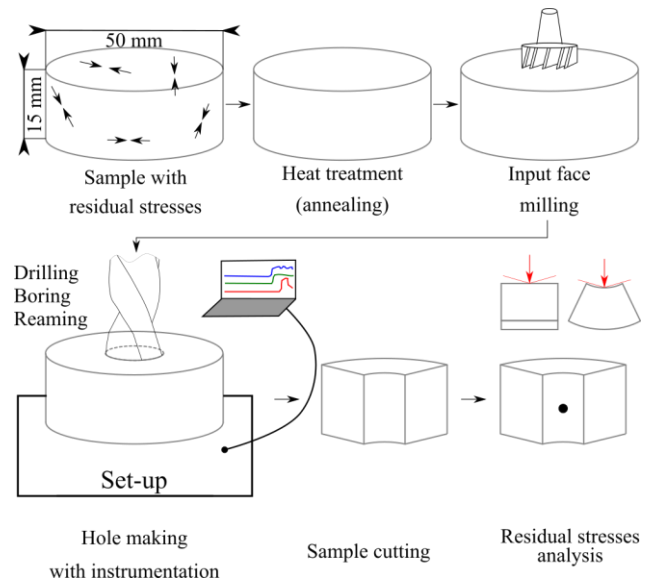 50 mm
15 mm
Sample with
residual stresses
Heat treatment
(annealing)
Input face
milling
Drilling
Boring
Reaming
Set-up
Hole making
with instrumentation
Sample cutting
Residual stresses
analysis